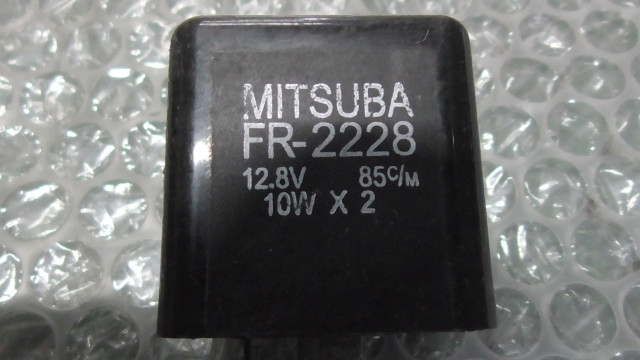 MITSUBA
FR-2228
12.8V 85c/M
10W X 2